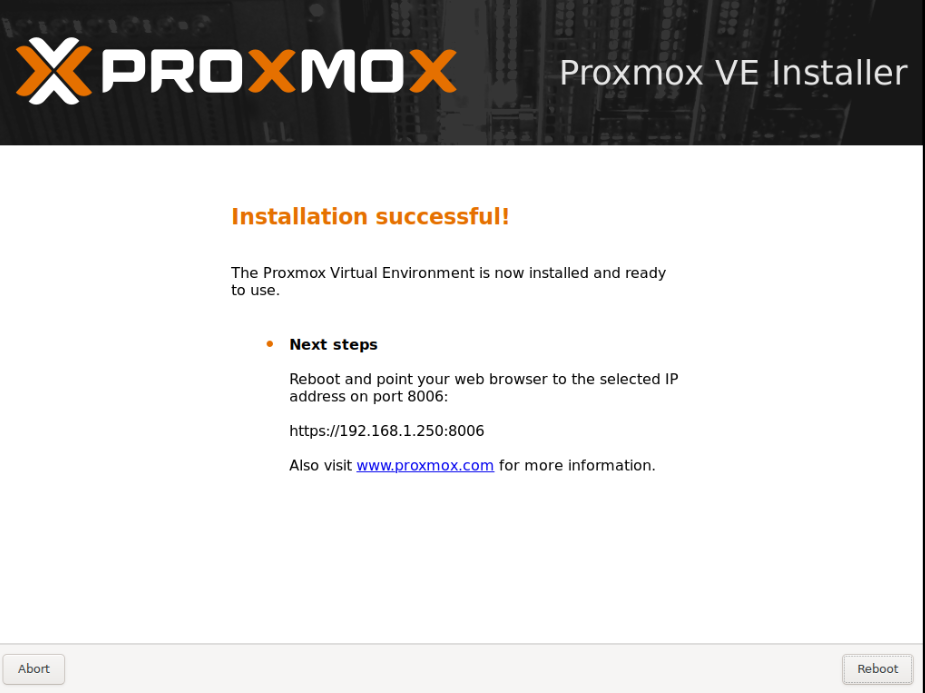 PROXMOX
Proxmox VE Installer
Installation successful!
The Proxmox Virtual Environment is now installed and ready
to use.
Next steps
Reboot and point your web browser to the selected IP
address on port 8006:
https://192.168.1.250:8006
Also visit www.proxmox.com for more information.
Abort
Reboot